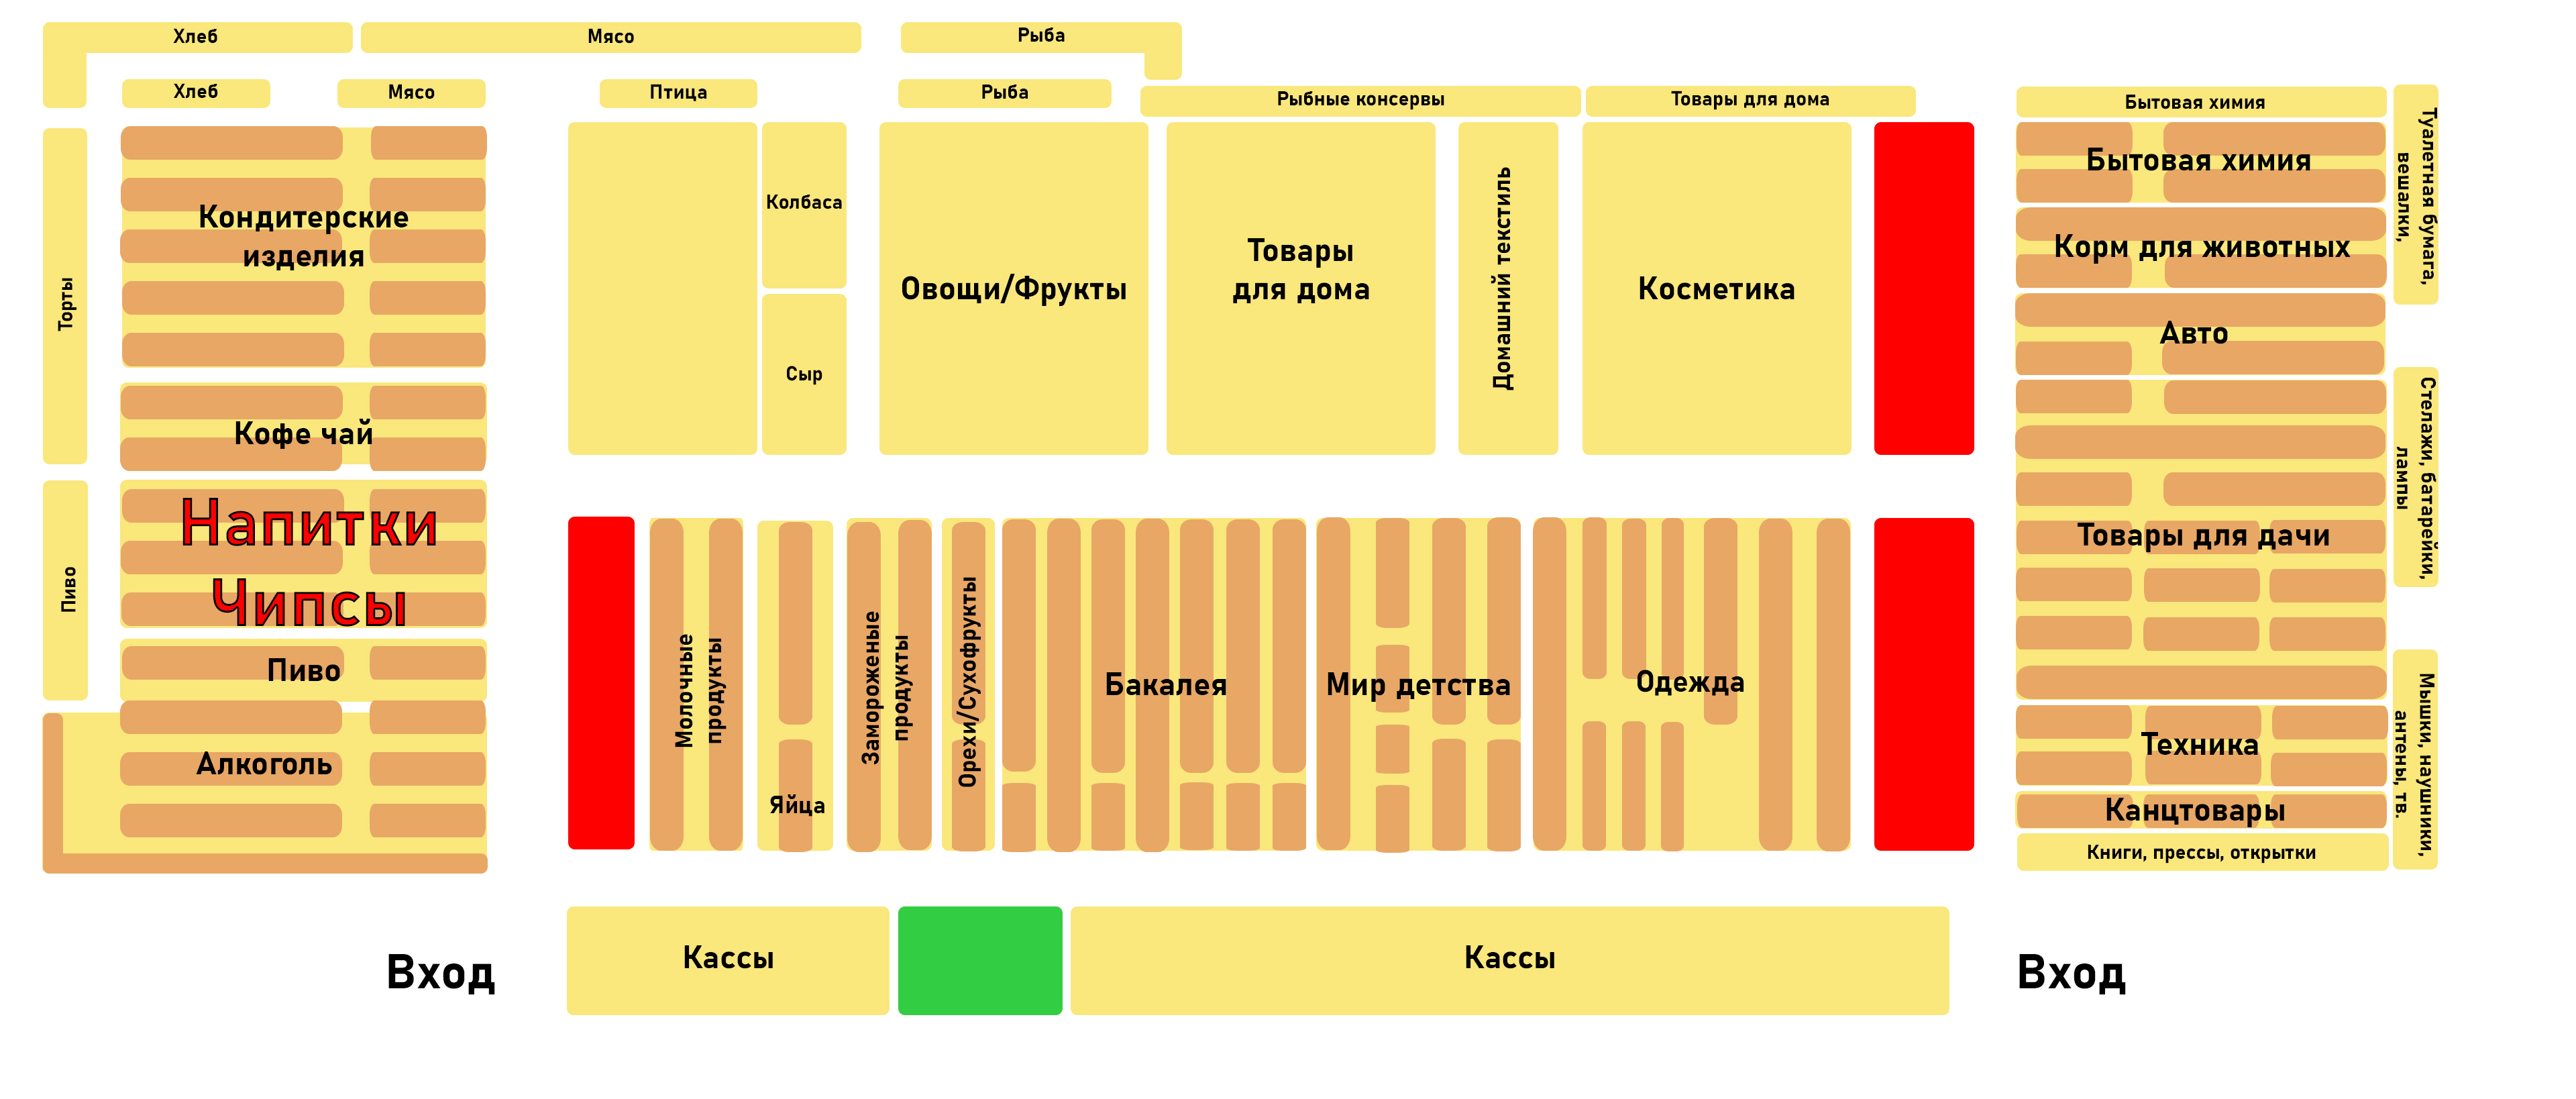 Хлеб
Мясо
Рыба
Хлеб
Мясо
Птица
Рыба
Рыбные консервы
Товары для дома
Бытовая химия
Туалетная бумага,
вешалки,
Торты
Кондитерские
изделия
Колбаса
Сыр
Овощи/Фрукты
Товары
для дома
Домашний текстиль
Косметика
Бытовая химия
Корм для животных
Авто
Кофе чай
Стелажи, батарейки,
лампы
Пиво
Напитки
Чипсы
Пиво
Алкоголь
Молочные
продукты
Яйца
Замороженые
продукты
Орехи/Сухофрукты
Бакалея
Мир детства
Одежда
Товары для дачи
Техника
Канцтовары
Книги, прессы, открытки
Мышки, наушники,
антены, тв.
Вход
Кассы
Кассы
Вход